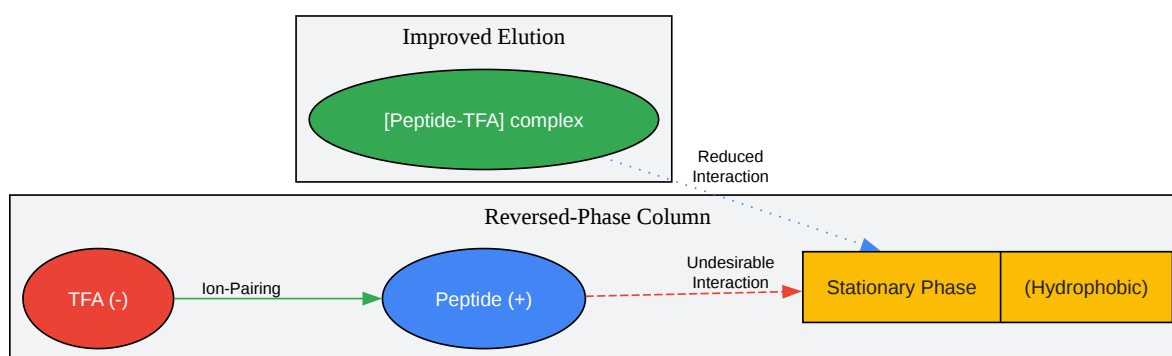 Improved Elution
[Peptide-TFA] complex
Reduced
Interaction
Reversed-Phase Column
TFA (-)
Ion-Pairing
Peptide (+)
Undesirable
Interaction
Stationary Phase
(Hydrophobic)